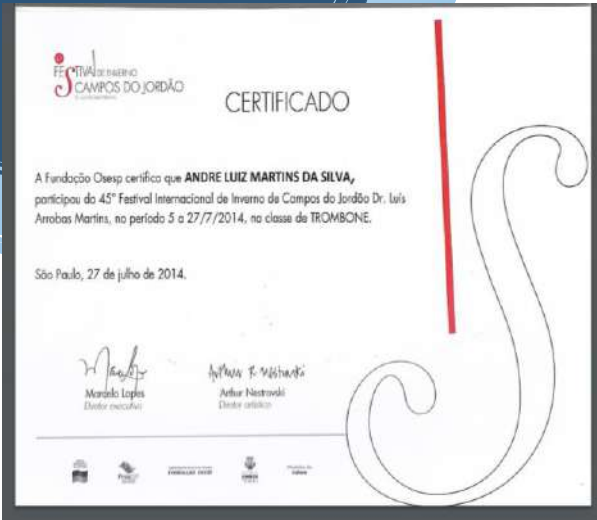 FESTIVAL DE INVERNO
CAMPOS DO JORDÃO
CERTIFICADO
A Fundação Osesp certifica que ANDRE LUIZ MARTINS DA SILVA,
participou do 45° Festival Internacional de Inverno de Campos do Jordão Dr. Luís
Arrobas Martins, no período 5 a 27/7/2014, na classe de TROMBONE.
São Paulo, 27 de julho de 2014.
Marcelo Lopes
Arthur Nestrovski
Diretor executivo
Diretor artístico